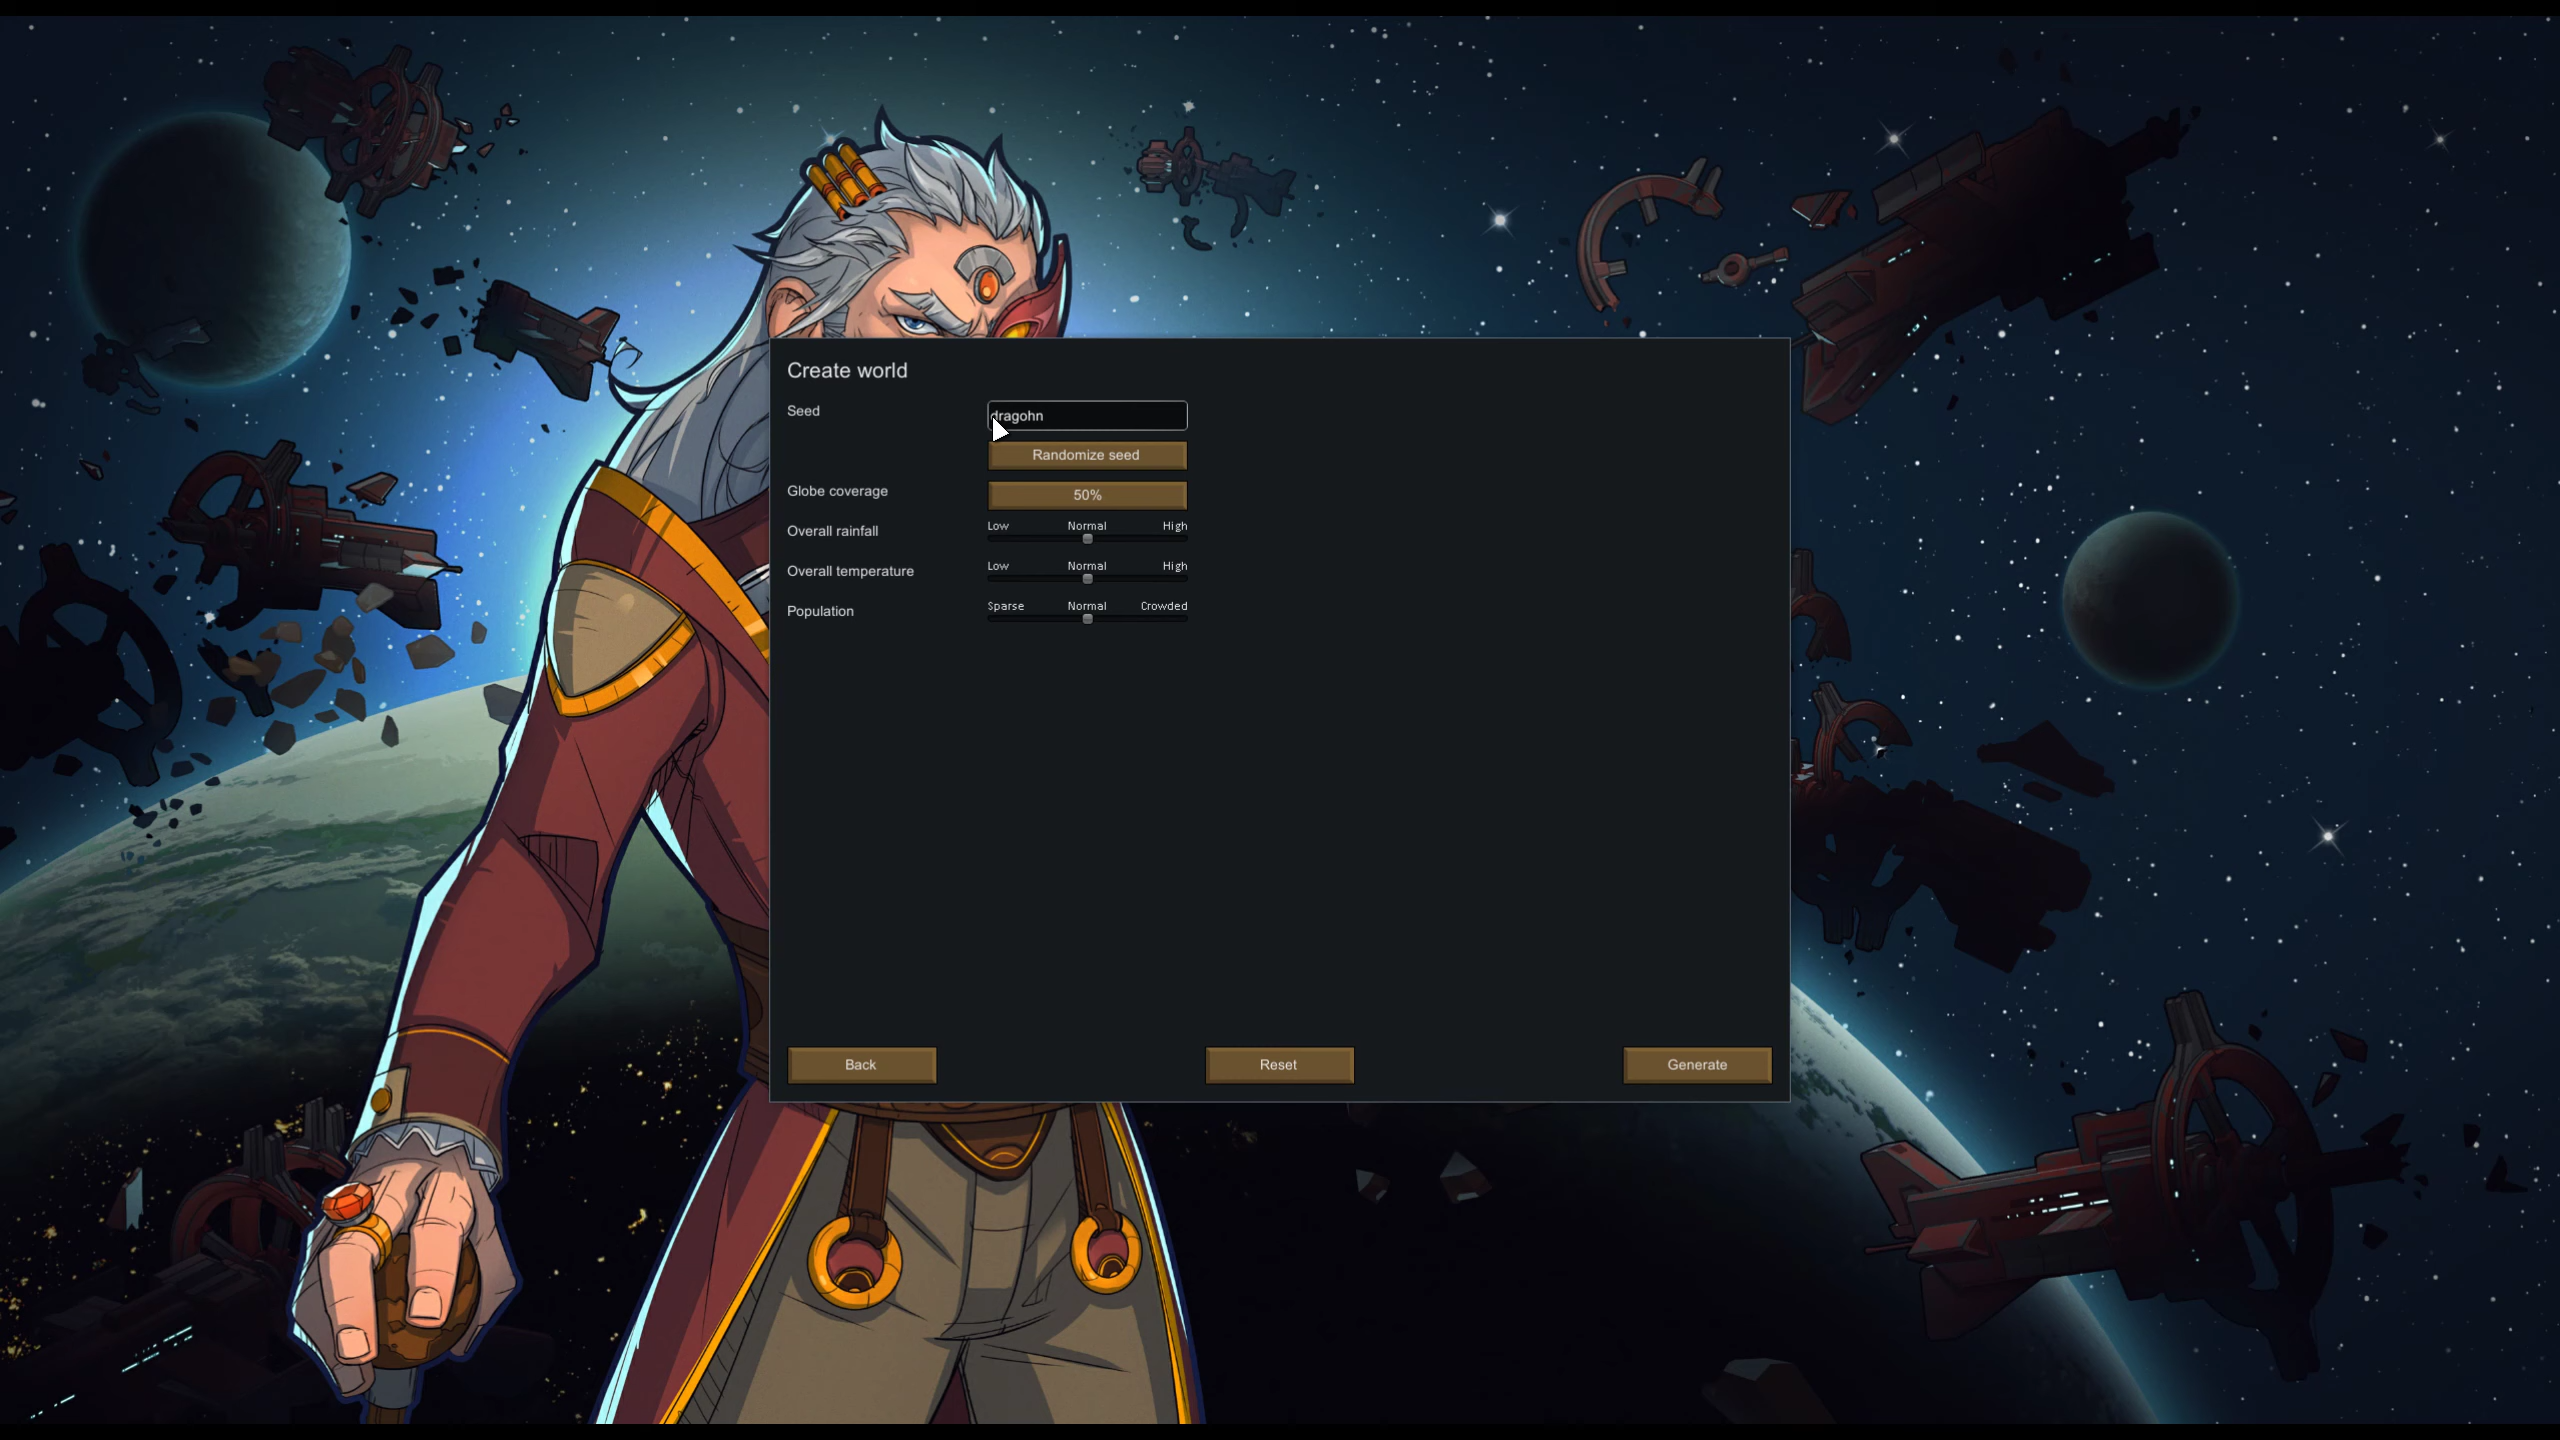 Create world
Seed
dragohn
Randomize seed
Globe coverage
50%
Overall rainfall
Low Normal High
Overall temperature
Low Normal High
Population
Sparse Normal Crowded
Back Reset Generate